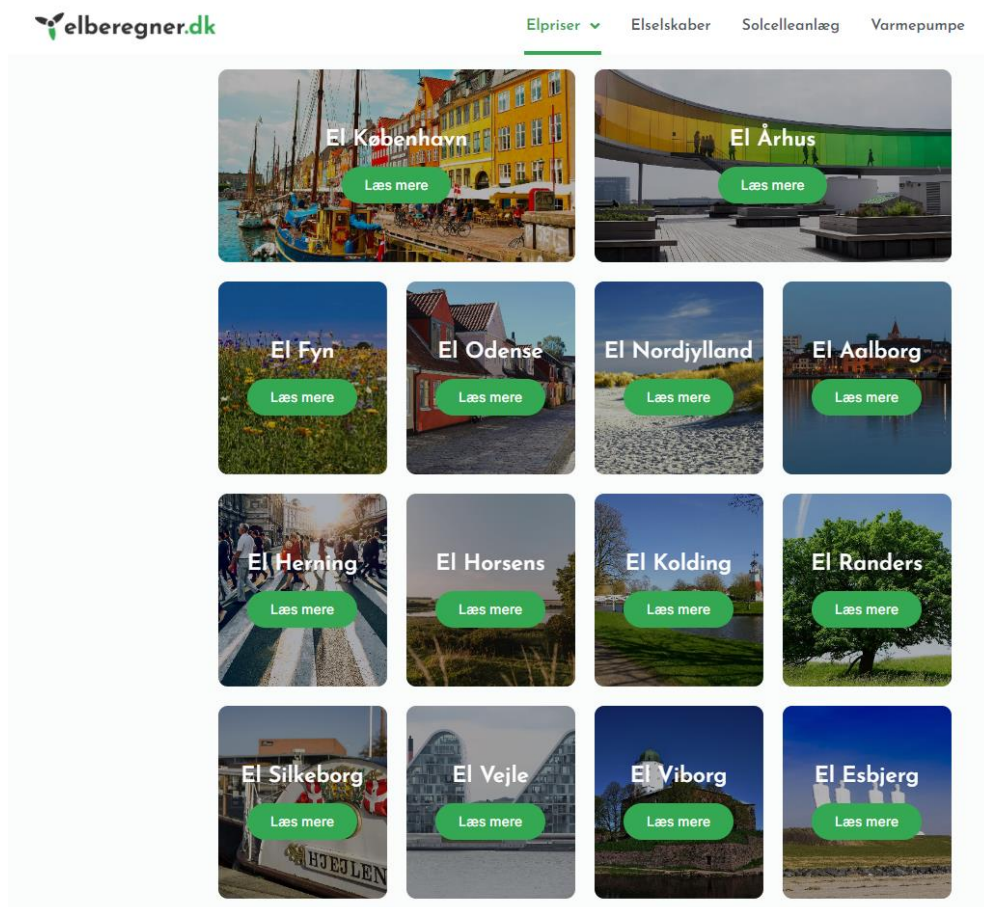 elberegner.dk
Elpriser Elselskaber Solcelleanlæg Varmepumpe
El København
Læs mere
El Århus
Læs mere
El Fyn
Læs mere
El Odense
Læs mere
El Nordjylland
Læs mere
El Aalborg
Læs mere
El Herning
Læs mere
El Horsens
Læs mere
El Kolding
Læs mere
El Randers
Læs mere
El Silkeborg
Læs mere
HJEJLEN
El Vejle
Læs mere
El Viborg
Læs mere
El Esbjerg
Læs mere